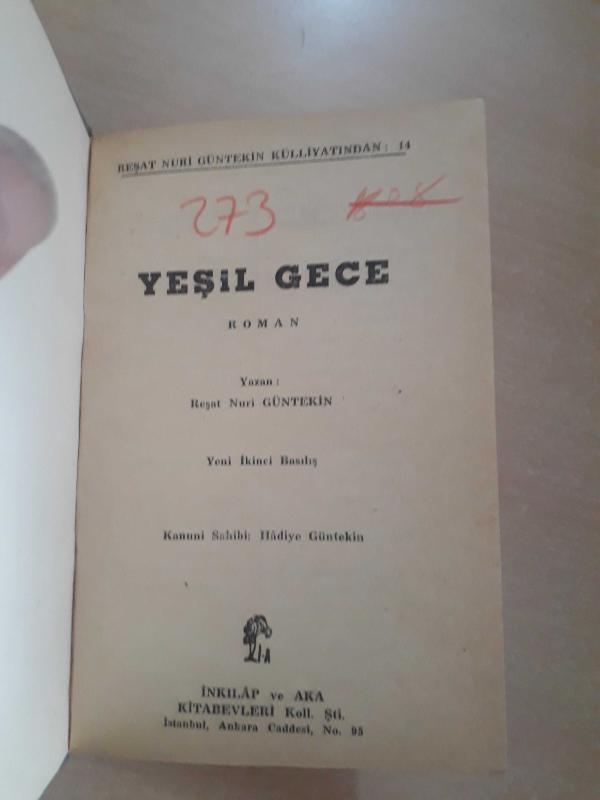 REŞAT NURİ GÜNTEKİN KÜLLİYATINDAN: 14
273
YEŞİL GECE
ROMAN
Yazan:
Reşat Nuri GÜNTEKİN
Yeni İkinci Basılış
Kanuni Sahibi: Hâdiye Güntekin
İ-A
İNKILÂP ve AKA
KİTABEVLERİ Koll. Şti.
İstanbul, Ankara Caddesi, No. 95